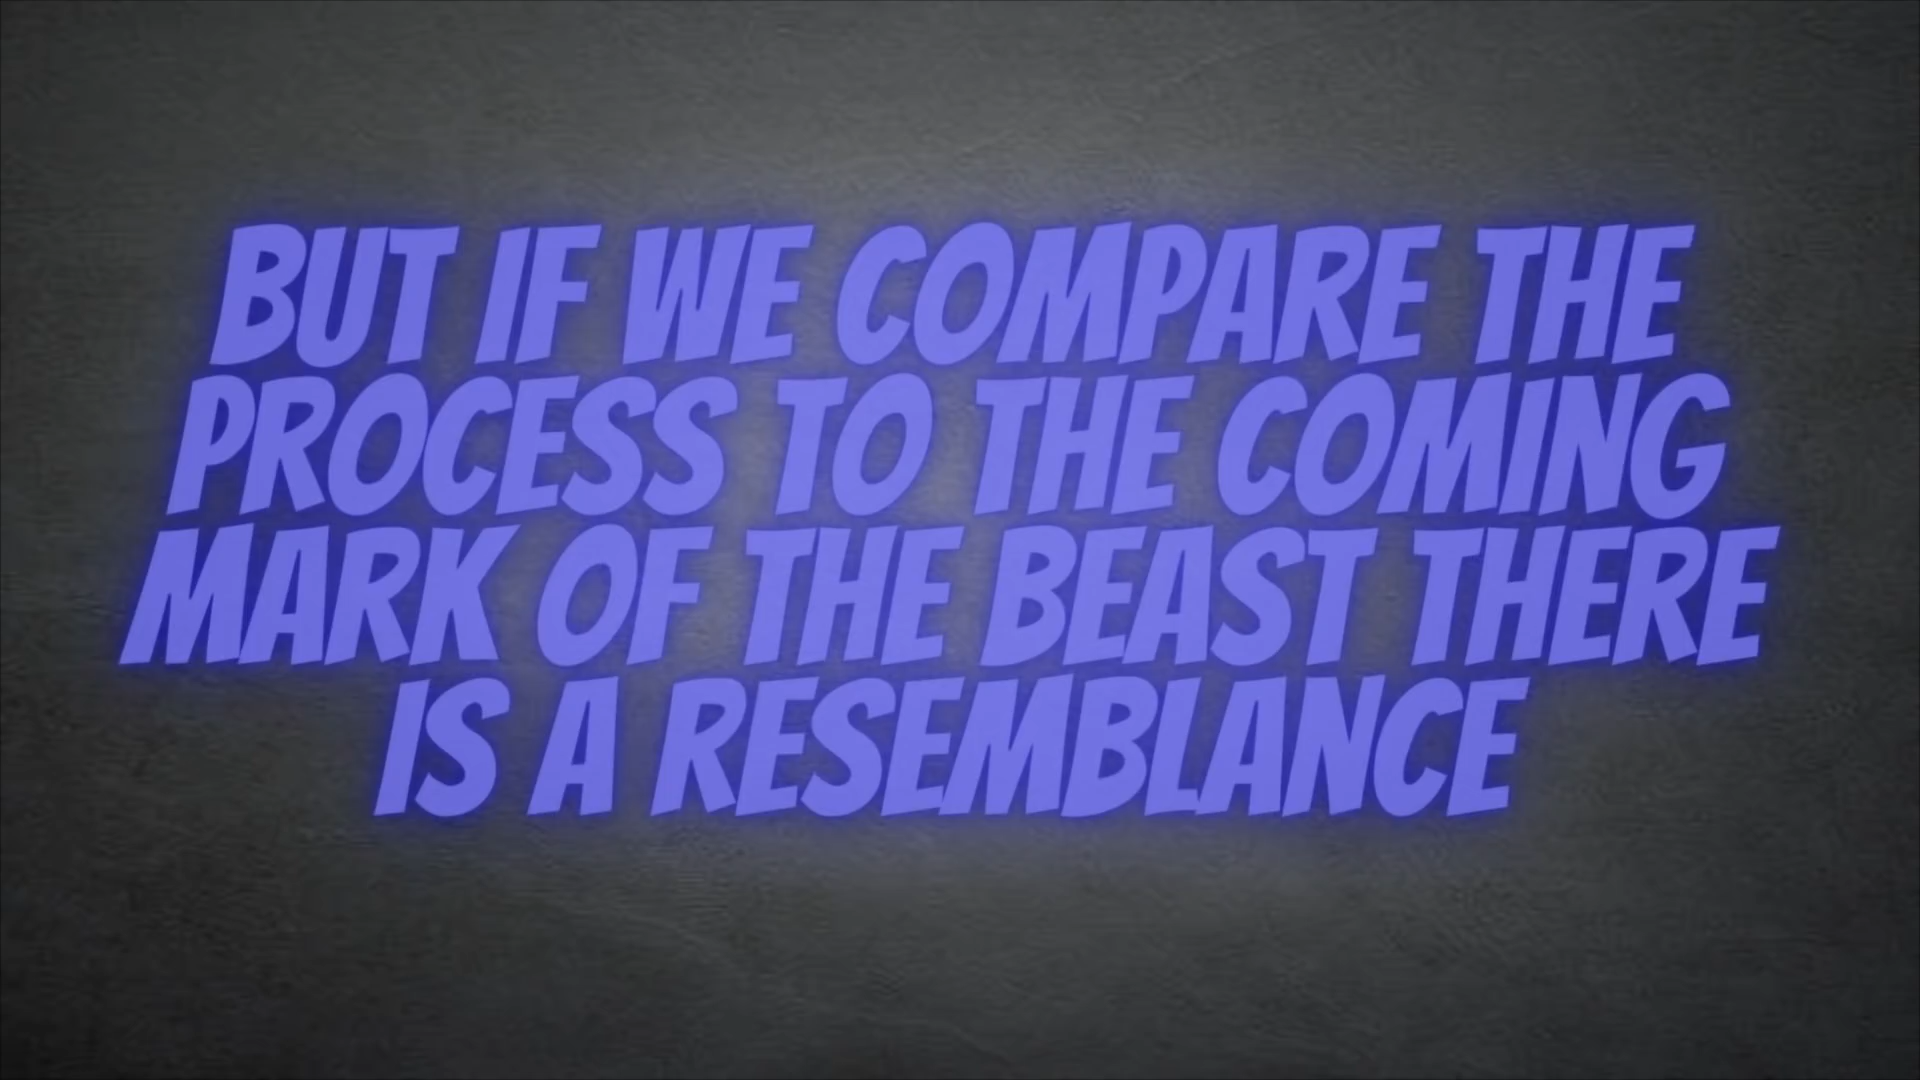 BUT IF WE COMPARE THE
PROCESS TO THE COMING
MARK OF THE BEAST THERE
IS A RESEMBLANCE